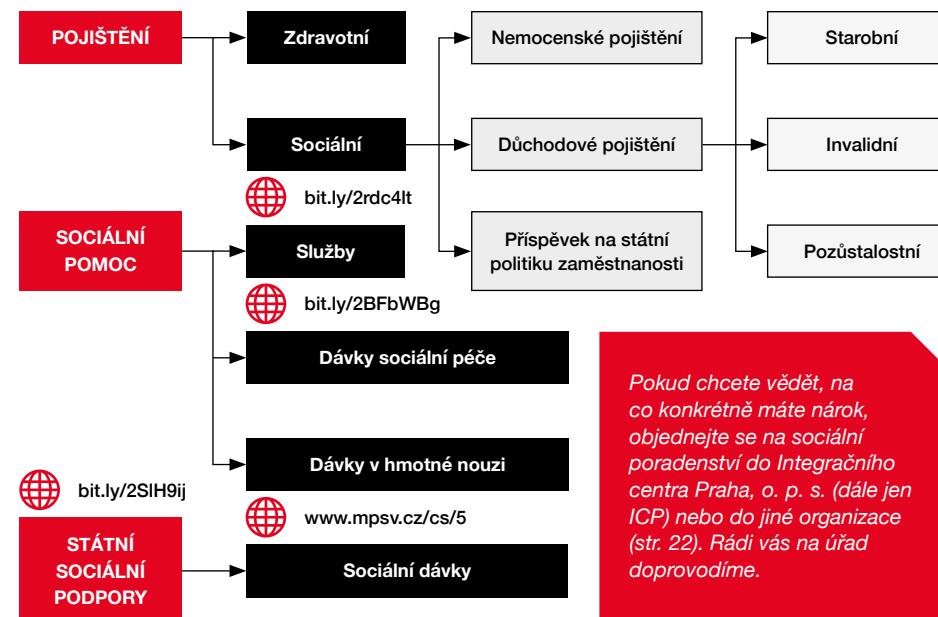 POJIŠTĚNÍ
Zdravotní
Nemocenské pojištění
Starobní
Sociální
Důchodové pojištění
Invalidní
bit.ly/2rdc4lt
SOCIÁLNÍ
POMOC
Služby
Příspěvek na státní
politiku zaměstnanosti
Pozůstalostní
bit.ly/2BFbWBg
Dávky sociální péče
Dávky v hmotné nouzi
bit.ly/2SlH9ij
www.mpsv.cz/cs/5
STÁTNÍ
SOCIÁLNÍ
PODPORY
Sociální dávky
Pokud chcete vědět, na
co konkrétně máte nárok,
objednejte se na sociální
poradenství do Integračního
centra Praha, o. p. s. (dále jen
ICP) nebo do jiné organizace
(str. 22). Rádi vás na úřad
doprovodíme.